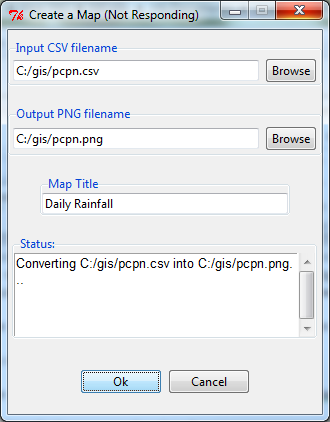 Create a Map (Not Responding)
Input CSV filename
C:/gis/pcpn.csv
Browse
Output PNG filename
C:/gis/pcpn.png
Browse
Map Title
Daily Rainfall
Status:
Converting C:/gis/pcpn.csv into C:/gis/pcpn.png.
..
Ok
Cancel